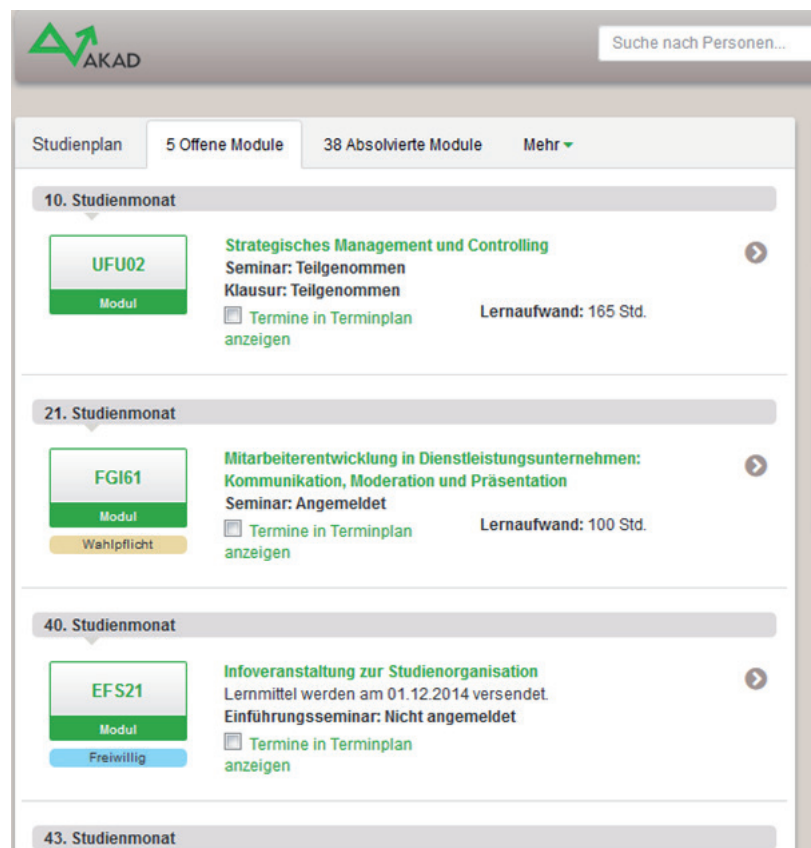 AKAD
Suche nach Personen...
Studienplan 5 Offene Module 38 Absolvierte Module Mehr
10. Studienmonat
UFU02
Modul
Strategisches Management und Controlling
Seminar: Teilgenommen
Klausur: Teilgenommen
Termine in Terminplan
anzeigen
Lernaufwand: 165 Std.
21. Studienmonat
FGI61
Modul
Wahlpflicht
Mitarbeiterentwicklung in Dienstleistungsunternehmen:
Kommunikation, Moderation und Präsentation
Seminar: Angemeldet
Termine in Terminplan
anzeigen
Lernaufwand: 100 Std.
40. Studienmonat
EFS21
Modul
Freiwillig
Infoveranstaltung zur Studienorganisation
Lernmittel werden am 01.12.2014 versendet.
Einführungsseminar: Nicht angemeldet
Termine in Terminplan
anzeigen
43. Studienmonat